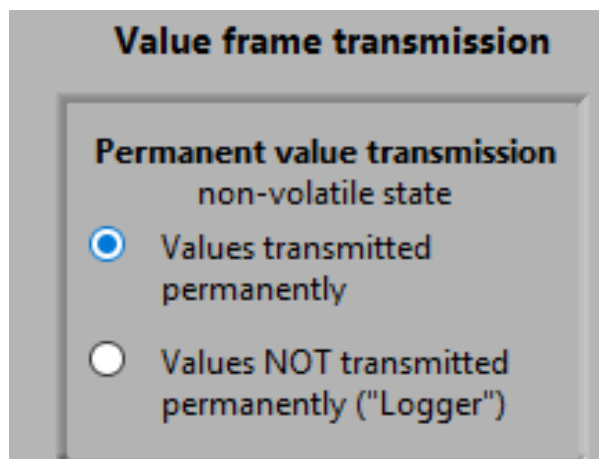 Value frame transmission
Permanent value transmission
non-volatile state
Values transmitted
permanently
Values NOT transmitted
permanently ("Logger")